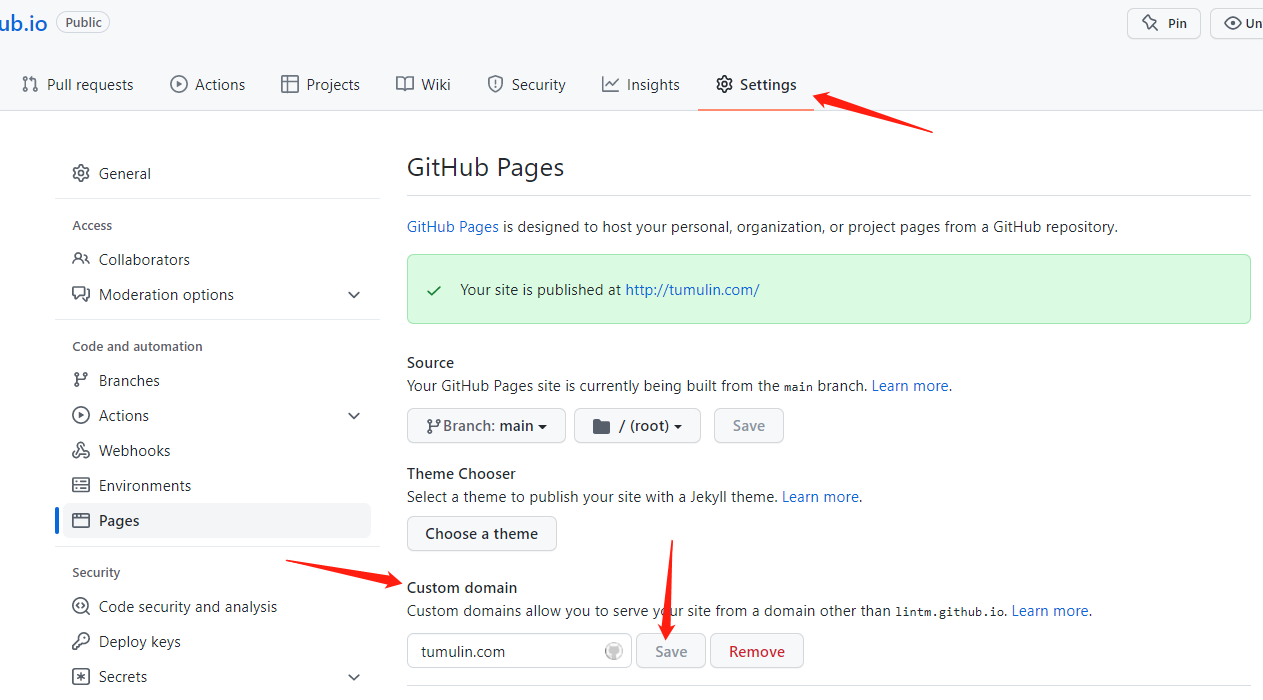 ub.io Public
Pin
Un
Pull requests Actions Projects Wiki Security Insights Settings
General
Access
Collaborators
Moderation options
Code and automation
Branches
Actions
Webhooks
Environments
Pages
Security
Code security and analysis
Deploy keys
Secrets
GitHub Pages
GitHub Pages is designed to host your personal, organization, or project pages from a GitHub repository.
Your site is published at http://tumulin.com/
Source
Your GitHub Pages site is currently being built from the main branch. Learn more.
Branch: main / (root) Save
Theme Chooser
Select a theme to publish your site with a Jekyll theme. Learn more.
Choose a theme
Custom domain
Custom domains allow you to serve your site from a domain other than lintm.github.io. Learn more.
tumulin.com Save Remove